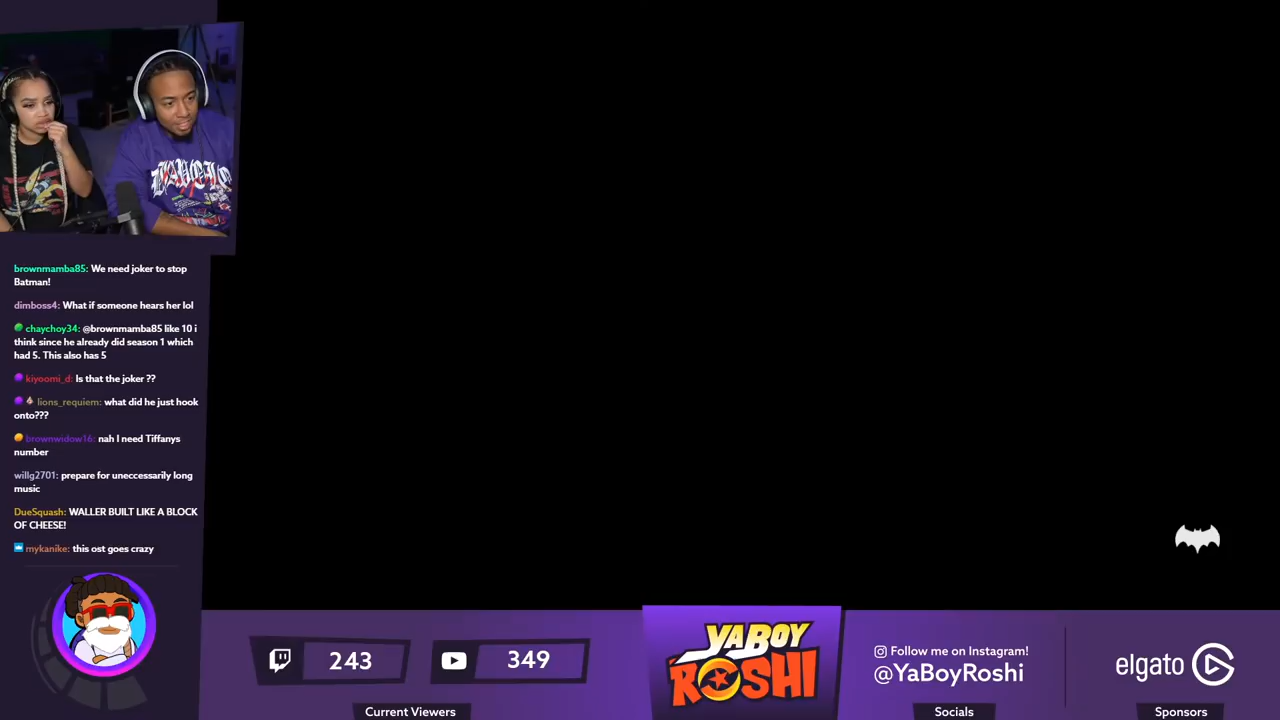 brownmamba85: We need joker to stop
Batman!
dimboss4: What if someone hears her lol
chaychoy34: @brownmamba85 like 10 i
think since he already did season 1 which
had 5. This also has 5
kiyoomi_d: Is that the joker ??
lions_requiem: what did he just hook
onto???
brownwidow16: nah I need Tiffanys
number
willg2701: prepare for uneccessarily long
music
DueSquash: WALLER BUILT LIKE A BLOCK
OF CHEESE!
mykanike: this ost goes crazy
243
349
Current Viewers
YABOY
ROSHI
Follow me on Instagram!
@YaBoyRoshi
Socials
elgato
Sponsors